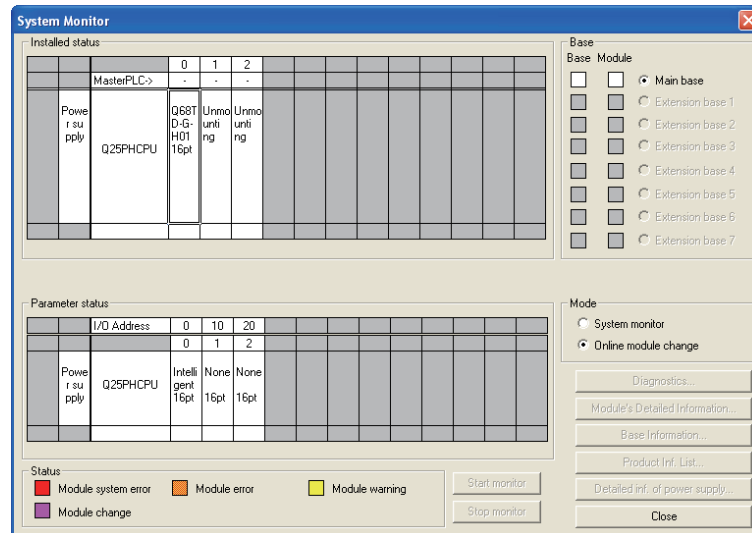 System Monitor
Installed status
0 1 2
MasterPLC-> - - -
Powe
r su
pply
Q25PHCPU
Q68T
D-G-
H01
16pt
Unmo
unti
ng
Unmo
unti
ng
Base
Base Module
Main base
Extension base 1
Extension base 2
Extension base 3
Extension base 4
Extension base 5
Extension base 6
Extension base 7
Parameter status
I/O Address 0 10 20
0 1 2
Powe
r su
pply
Q25PHCPU
Intelli
gent
16pt
None
16pt
None
16pt
Mode
System monitor
Online module change
Diagnostics...
Module's Detailed Information...
Base Information...
Product Inf. List...
Detailed inf. of power supply...
Close
Status
Module system error
Module error
Module warning
Module change
Start monitor
Stop monitor